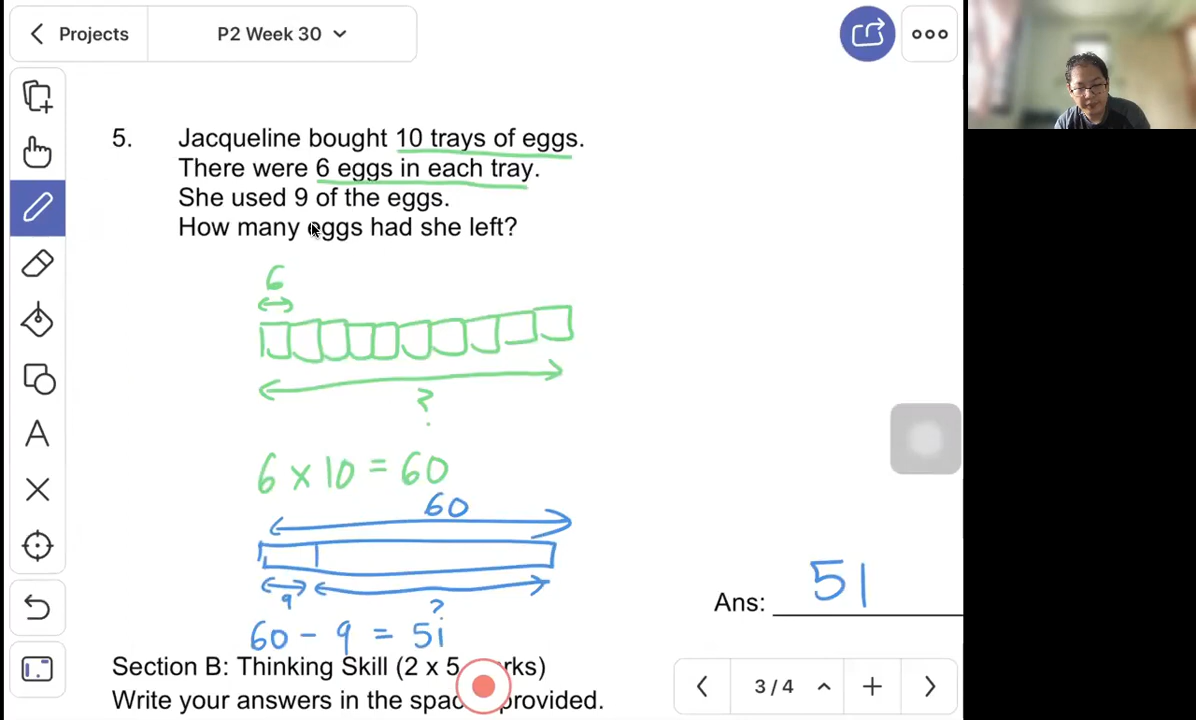 Projects
P2 Week 30
5. Jacqueline bought 10 trays of eggs.
There were 6 eggs in each tray.
She used 9 of the eggs.
How many eggs had she left?
6
?
6 x 10 = 60
60
9 ?
60 - 9 = 51
Ans: 51
Section B: Thinking Skill (2 x 5 rks)
Write your answers in the spac provided.
3 / 4